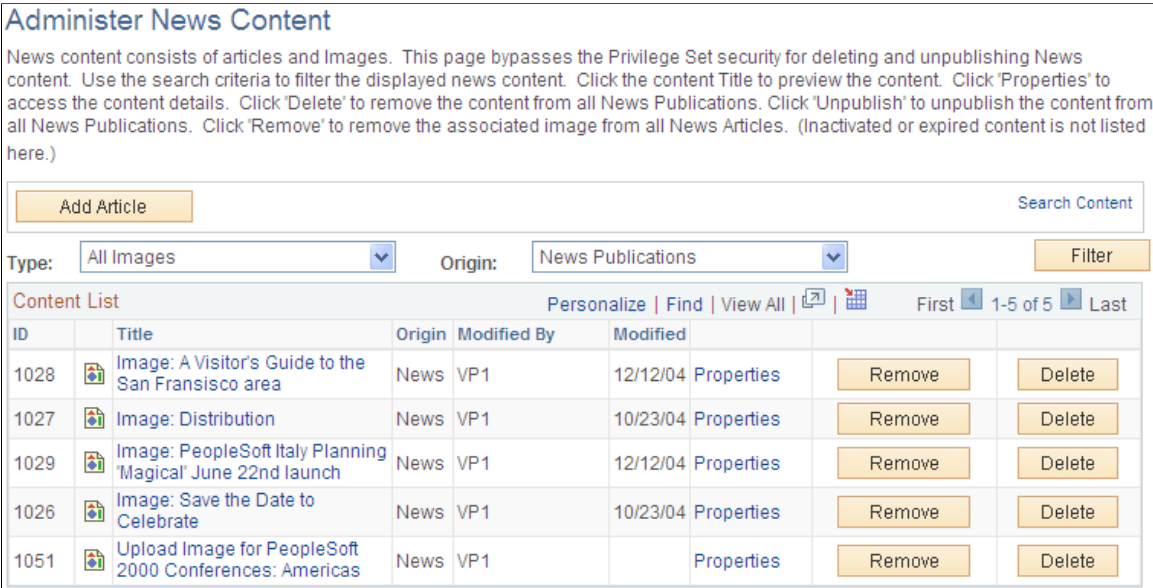 Administer News Content
News content consists of articles and Images. This page bypasses the Privilege Set security for deleting and unpublishing News
content. Use the search criteria to filter the displayed news content. Click the content Title to preview the content. Click 'Properties' to
access the content details. Click 'Delete' to remove the content from all News Publications. Click 'Unpublish' to unpublish the content from
all News Publications. Click 'Remove' to remove the associated image from all News Articles. (Inactivated or expired content is not listed
here.)
Add Article Search Content
Type: All Images Origin: News Publications Filter
Content List Personalize | Find | View All | | First 1-5 of 5 Last
ID Title Origin Modified By Modified
1028 Image: A Visitor's Guide to the
San Fransisco area News VP1 12/12/04 Properties Remove Delete
1027 Image: Distribution News VP1 10/23/04 Properties Remove Delete
1029 Image: PeopleSoft Italy Planning
'Magical' June 22nd launch News VP1 12/12/04 Properties Remove Delete
1026 Image: Save the Date to
Celebrate News VP1 10/23/04 Properties Remove Delete
1051 Upload Image for PeopleSoft
2000 Conferences: Americas News VP1 Properties Remove Delete